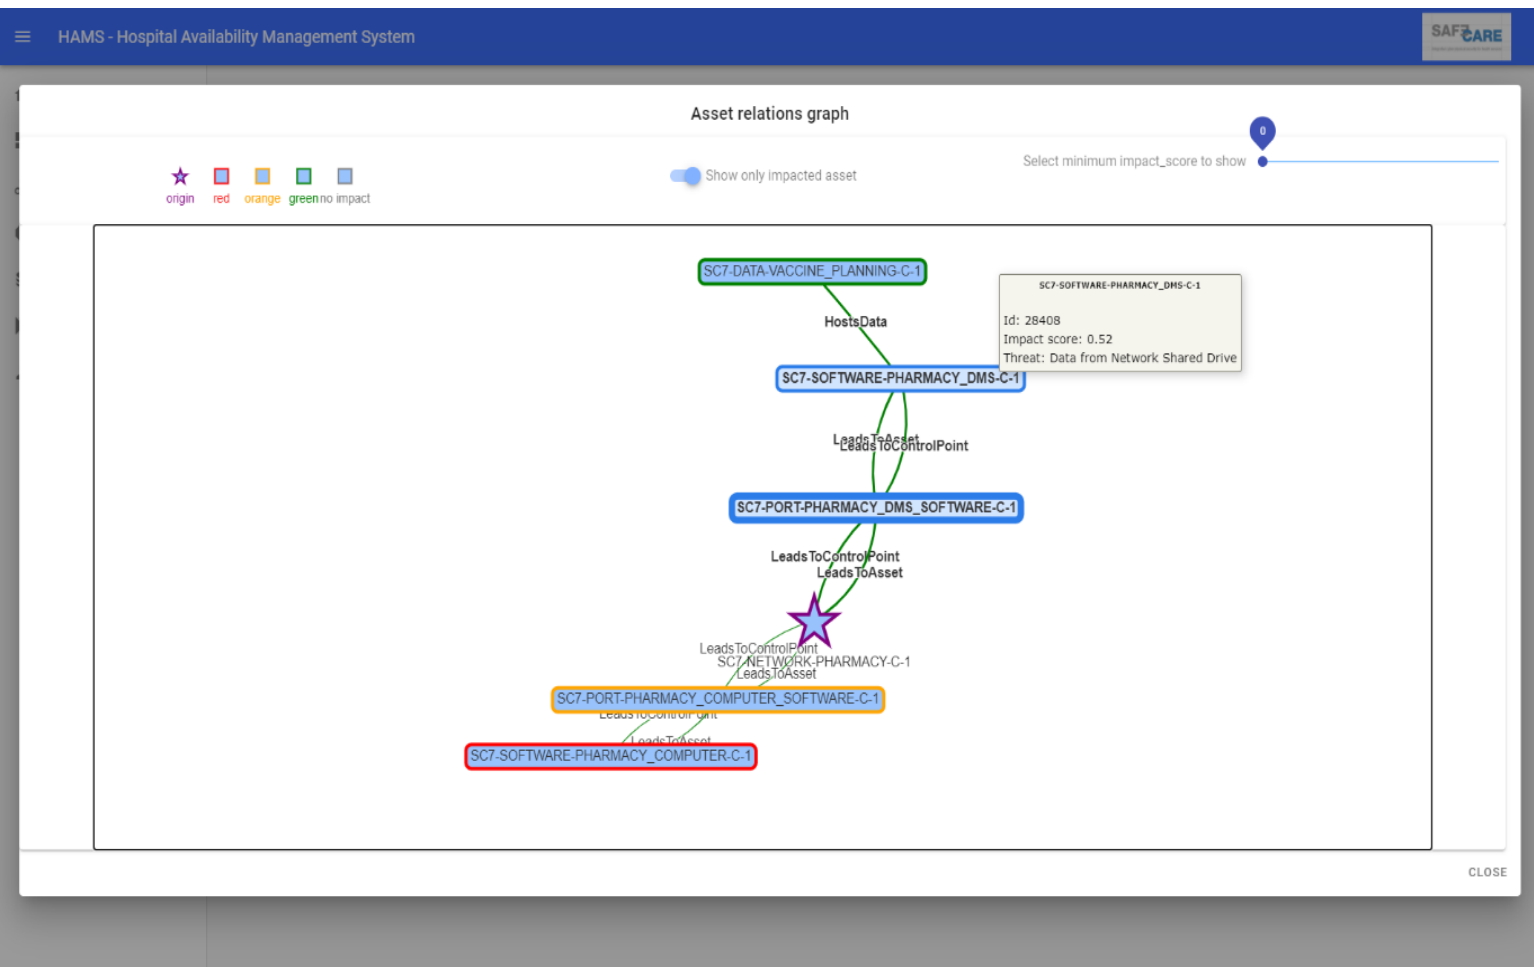 HAMS - Hospital Availability Management System
SAFECARE
Asset relations graph
0
Select minimum impact_score to show
Show only impacted asset
origin red orange green no impact
SC7-DATA-VACCINE_PLANNING-C-1
SC7-SOFTWARE-PHARMACY_DMS-C-1
Id: 28408
Impact score: 0.52
Threat: Data from Network Shared Drive
HostsData
SC7-SOFTWARE-PHARMACY_DMS-C-1
LeadsToAsset
LeadsToControlPoint
SC7-PORT-PHARMACY_DMS_SOFTWARE-C-1
LeadsToControlPoint
LeadsToAsset
LeadsToControlPoint
SC7-NETWORK-PHARMACY-C-1
LeadsToAsset
SC7-PORT-PHARMACY_COMPUTER_SOFTWARE-C-1
LeadsToControlPoint
LeadsToAsset
SC7-SOFTWARE-PHARMACY_COMPUTER-C-1
CLOSE